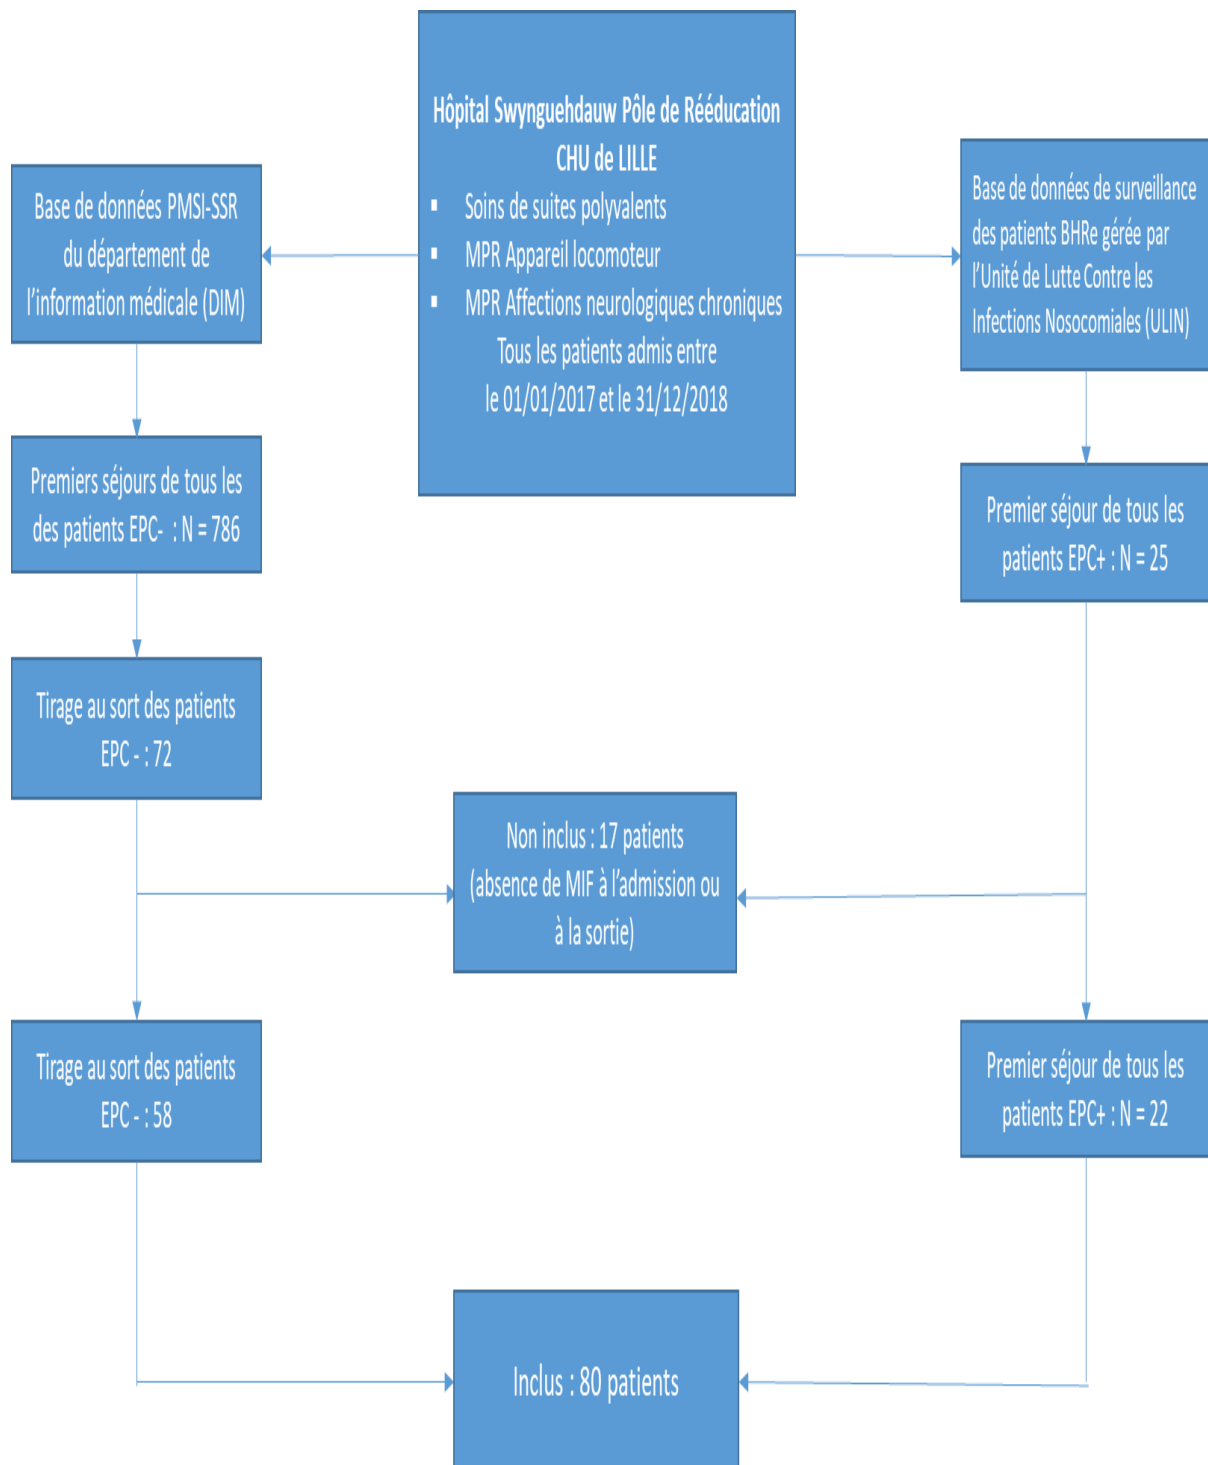 Hôpital Swynguehdauw Pôle de Rééducation
CHU de LILLE
▪ Soins de suites polyvalents
▪ MPR Appareil locomoteur
▪ MPR Affections neurologiques chroniques
Tous les patients admis entre
le 01/01/2017 et le 31/12/2018
Base de données PMSI-SSR
du département de
l'information médicale (DIM)
Base de données de surveillance
des patients BHRe gérée par
l'Unité de Lutte Contre les
Infections Nosocomiales (ULIN)
Premiers séjours de tous les
des patients EPC- : N = 786
Premier séjour de tous les
patients EPC+ : N = 25
Tirage au sort des patients
EPC - : 72
Non inclus : 17 patients
(absence de MIF à l'admission ou
à la sortie)
Tirage au sort des patients
EPC - : 58
Premier séjour de tous les
patients EPC+ : N = 22
Inclus : 80 patients